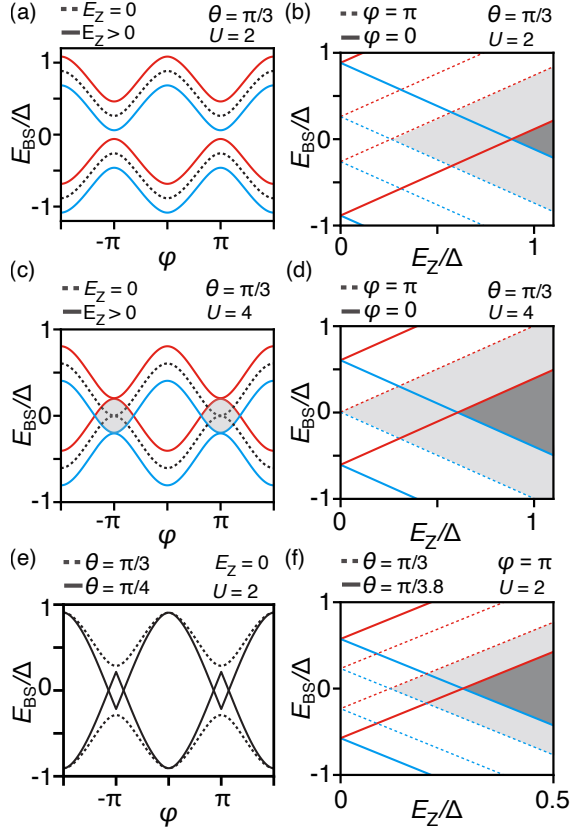 (a)
E_Z = 0
E_Z > 0
θ = π/3
U = 2
1
0
-1
E_BS/Δ
-π
φ
π
(b)
φ = π
φ = 0
θ = π/3
U = 2
1
0
-1
E_BS/Δ
0
1
E_Z/Δ
(c)
E_Z = 0
E_Z > 0
θ = π/3
U = 4
1
0
-1
E_BS/Δ
-π
φ
π
(d)
φ = π
φ = 0
θ = π/3
U = 4
1
0
-1
E_BS/Δ
0
1
E_Z/Δ
(e)
θ = π/3
θ = π/4
E_Z = 0
U = 2
1
0
-1
E_BS/Δ
-π
φ
π
(f)
θ = π/3
θ = π/3.8
φ = π
U = 2
1
0
-1
E_BS/Δ
0
0.5
E_Z/Δ